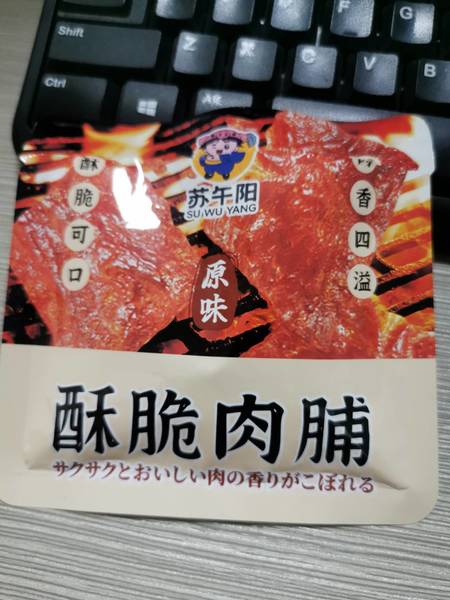 F
G
Shift
Z
X
C
V
B
Ctrl
Alt
苏午阳
SU WU YANG
酥脆可口
香四溢
原味
酥脆肉脯
サクサクとおいしい肉の香りがこぼれる